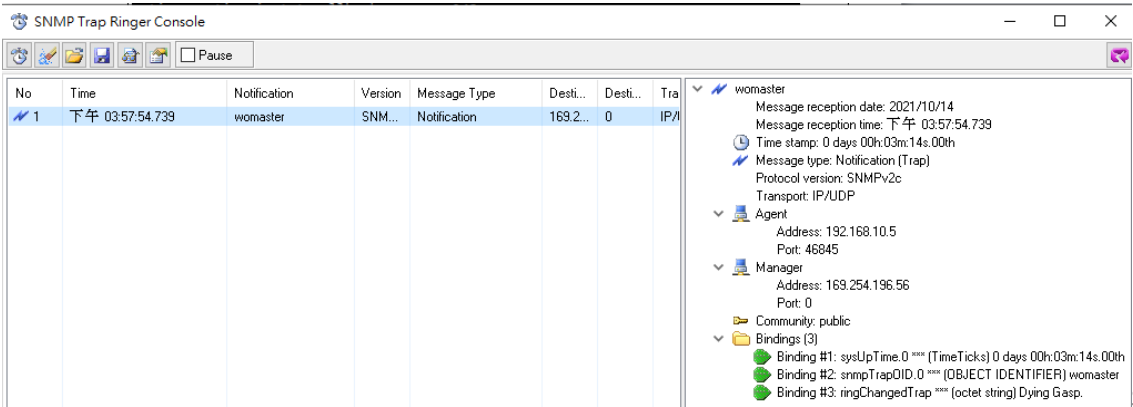 SNMP Trap Ringer Console
Pause
No Time Notification Version Message Type Desti... Desti... Tra
1 下午 03:57:54.739 womaster SNM... Notification 169.2... 0 IP/
womaster
Message reception date: 2021/10/14
Message reception time: 下午 03:57:54.739
Time stamp: 0 days 00h:03m:14s.00th
Message type: Notification (Trap)
Protocol version: SNMPv2c
Transport: IP/UDP
Agent
Address: 192.168.10.5
Port: 46845
Manager
Address: 169.254.196.56
Port: 0
Community: public
Bindings (3)
Binding #1: sysUpTime.0 *** (TimeTicks) 0 days 00h:03m:14s.00th
Binding #2: snmpTrapOID.0 *** (OBJECT IDENTIFIER) womaster
Binding #3: ringChangedTrap *** (octet string) Dying Gasp.